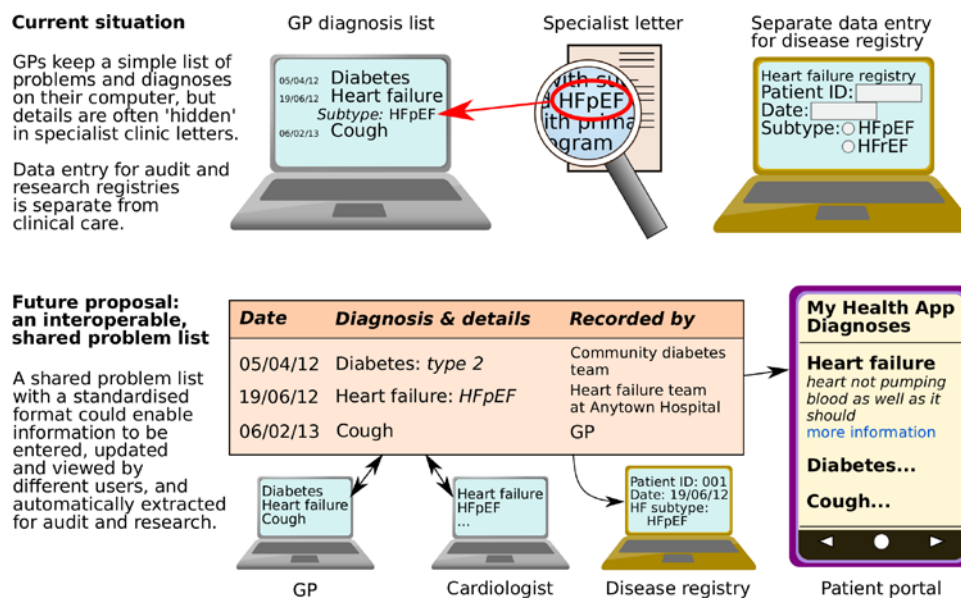 Current situation
GPs keep a simple list of
problems and diagnoses
on their computer, but
details are often 'hidden'
in specialist clinic letters.
Data entry for audit and
research registries
is separate from
clinical care.
GP diagnosis list
05/04/12 Diabetes
19/06/12 Heart failure
Subtype: HFpEF
06/02/13 Cough
Specialist letter
with su
HFpEF
ith prima
ogram
Separate data entry
for disease registry
Heart failure registry
Patient ID:
Date:
Subtype: HFpEF
HFrEF
Future proposal:
an interoperable,
shared problem list
A shared problem list
with a standardised
format could enable
information to be
entered, updated
and viewed by
different users, and
automatically extracted
for audit and research.
Date Diagnosis & details Recorded by
05/04/12 Diabetes: type 2 Community diabetes
team
19/06/12 Heart failure: HFpEF Heart failure team
at Anytown Hospital
06/02/13 Cough GP
Diabetes
Heart failure
Cough
GP
Heart failure
HFpEF
...
Cardiologist
Patient ID: 001
Date: 19/06/12
HF subtype:
HFpEF
Disease registry
My Health App
Diagnoses
Heart failure
heart not pumping
blood as well as it
should
more information
Diabetes...
Cough...
Patient portal